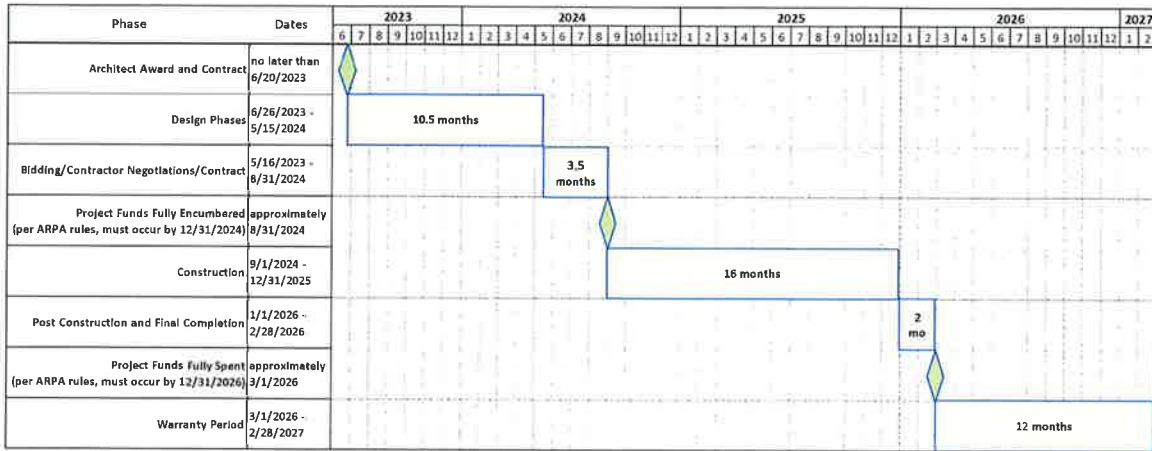 Phase Dates 2023 2024 2025 2026 2027
6 7 8 9 10 11 12 1 2 3 4 5 6 7 8 9 10 11 12 1 2 3 4 5 6 7 8 9 10 11 12 1 2 3 4 5 6 7 8 9 10 11 12 1 2
Architect Award and Contract no later than
6/20/2023
Design Phases 6/26/2023 -
5/15/2024
10.5 months
Bidding/Contractor Negotiations/Contract 5/16/2023 -
8/31/2024
3.5
months
Project Funds Fully Encumbered approximately
(per ARPA rules, must occur by 12/31/2024) 8/31/2024
Construction 9/1/2024 -
12/31/2025
16 months
Post Construction and Final Completion 1/1/2026 -
2/28/2026
2
mo
Project Funds Fully Spent approximately
(per ARPA rules, must occur by 12/31/2026) 3/1/2026
Warranty Period 3/1/2026 -
2/28/2027
12 months